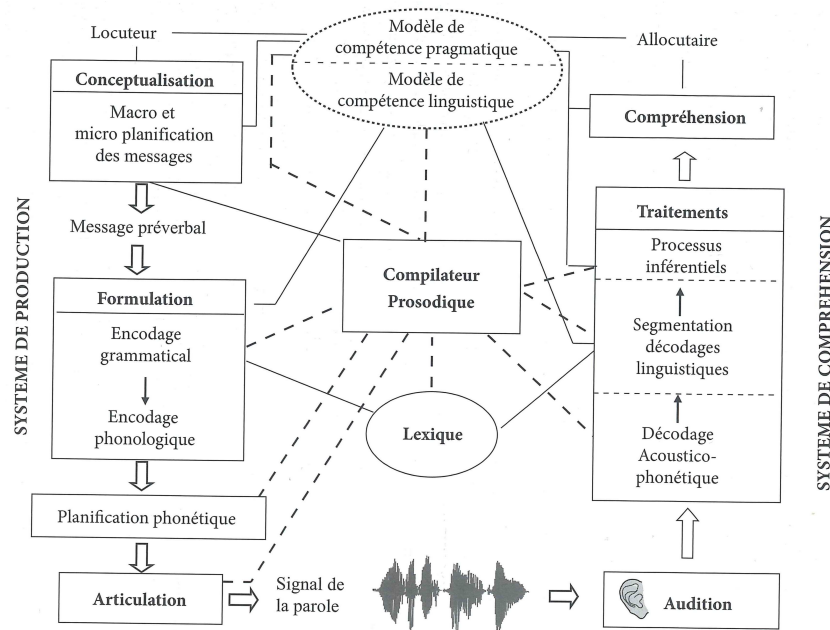 Locuteur
Modèle de
compétence pragmatique
Modèle de
compétence linguistique
Allocutaire
Conceptualisation
Macro et
micro planification
des messages
Message préverbal
Formulation
Encodage
grammatical
Encodage
phonologique
Planification phonétique
Articulation
SYSTEME DE PRODUCTION
Compilateur
Prosodique
Lexique
Signal de
la parole
Compréhension
Traitements
Processus
inférentiels
Segmentation
décodages
linguistiques
Décodage
Acoustico-
phonétique
Audition
SYSTEME DE COMPREHENSION